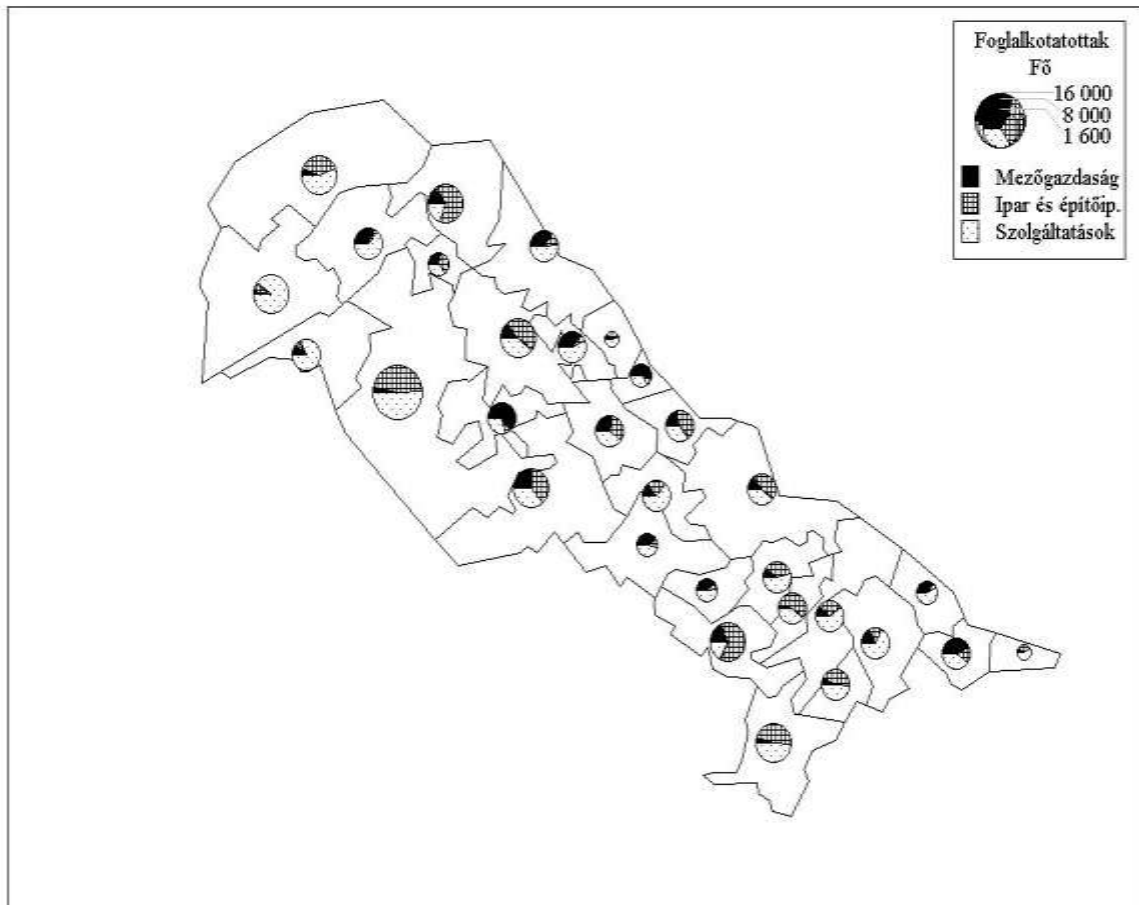 Foglalkotatottak
Fő
16 000
8 000
1 600
Mezőgazdaság
Ipar és építőip.
Szolgáltatások